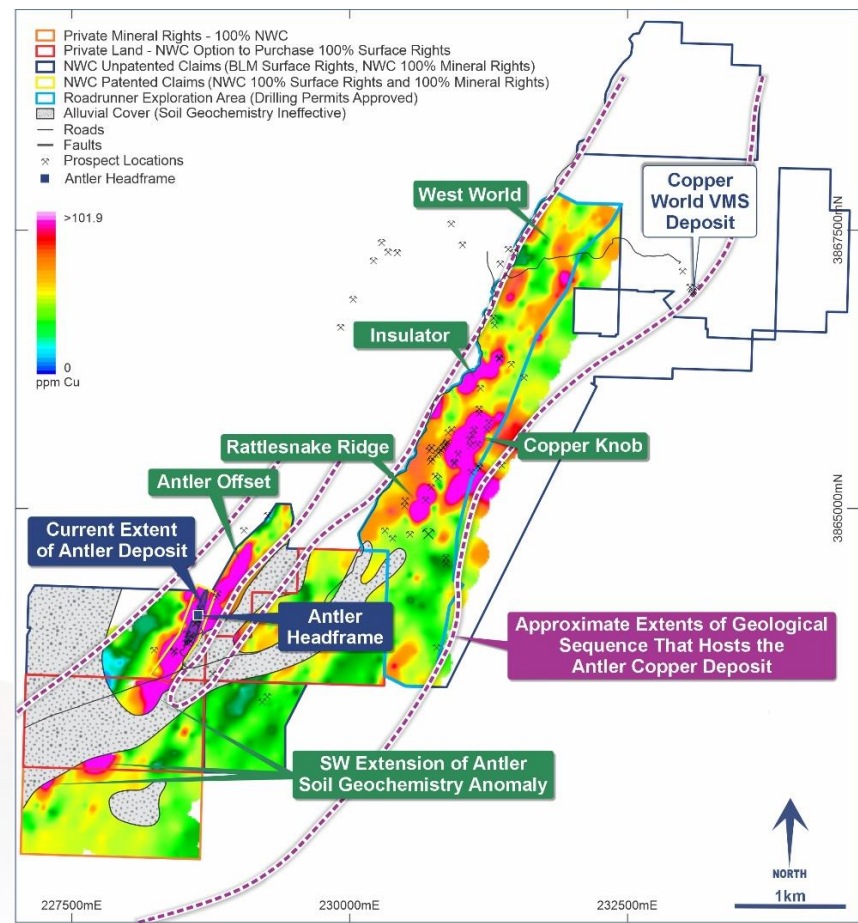 Private Mineral Rights - 100% NWC
Private Land - NWC Option to Purchase 100% Surface Rights
NWC Unpatented Claims (BLM Surface Rights, NWC 100% Mineral Rights)
NWC Patented Claims (NWC 100% Surface Rights and 100% Mineral Rights)
Roadrunner Exploration Area (Drilling Permits Approved)
Alluvial Cover (Soil Geochemistry Ineffective)
Roads
Faults
Prospect Locations
Antler Headframe
>101.9
0
ppm Cu
West World
Copper
World VMS
Deposit
3867500mN
Insulator
Rattlesnake Ridge
Copper Knob
Antler Offset
3865000mN
Current Extent
of Antler Deposit
Antler
Headframe
Approximate Extents of Geological
Sequence That Hosts the
Antler Copper Deposit
SW Extension of Antler
Soil Geochemistry Anomaly
227500mE
230000mE
232500mE
NORTH
1km